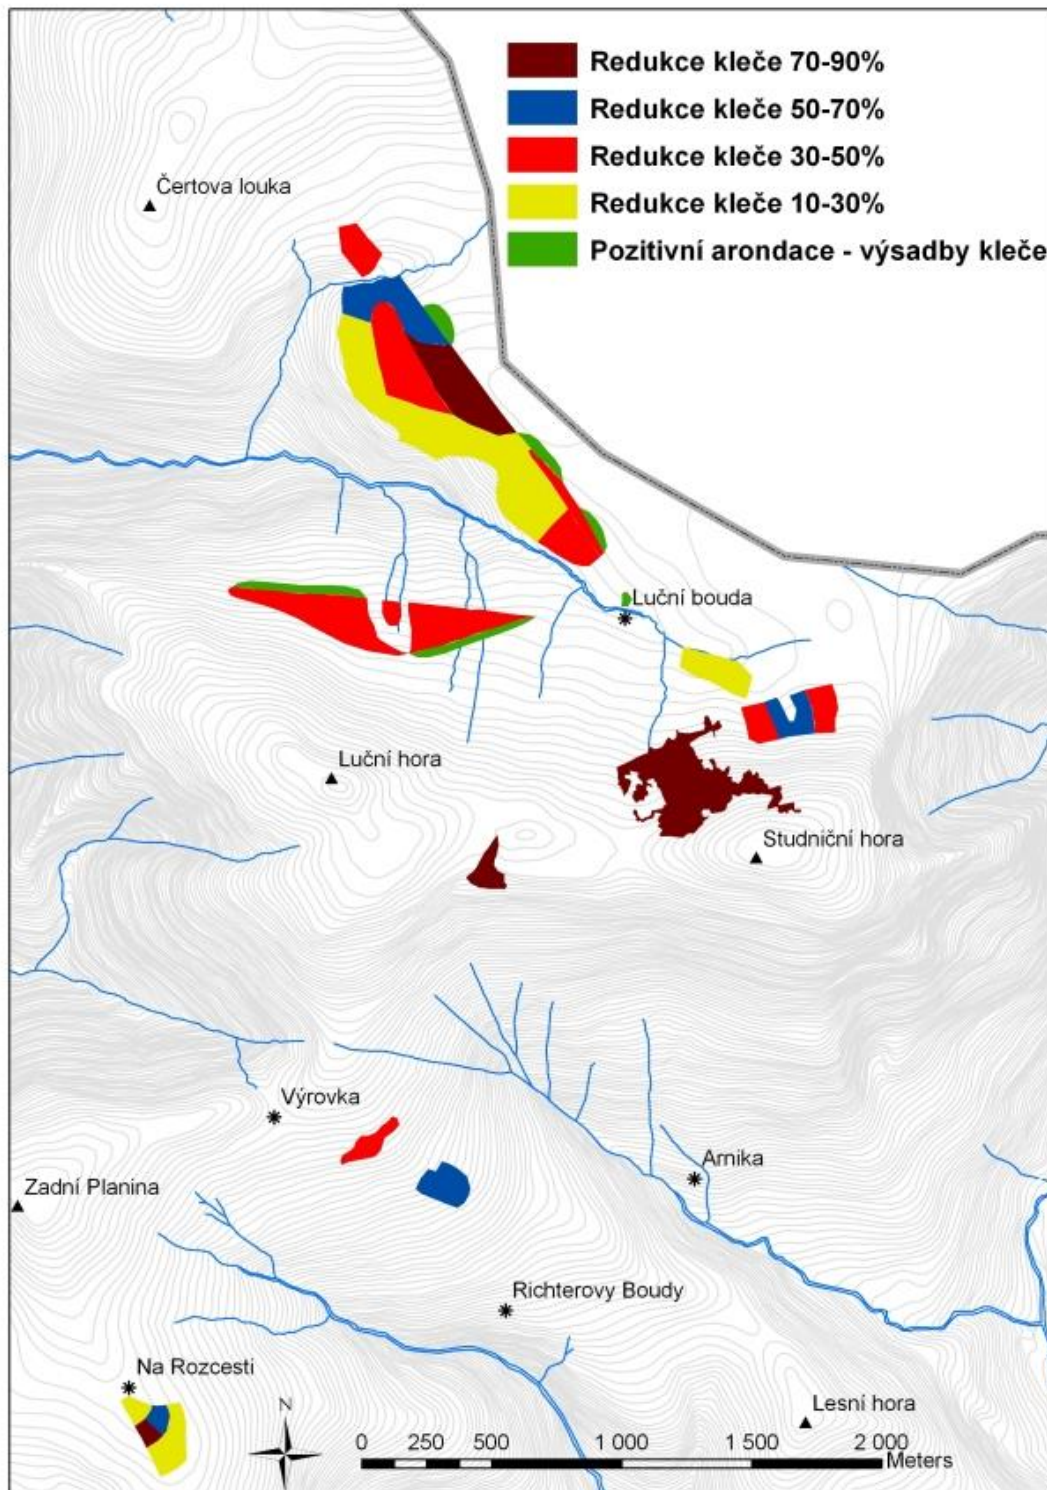 Redukce kleče 70-90%
Redukce kleče 50-70%
Redukce kleče 30-50%
Redukce kleče 10-30%
Pozitivní arondace - výsadby kleče
Čertova louka
Luční bouda
Luční hora
Studniční hora
Výrovka
Arnika
Zadní Planina
Richterovy Boudy
Na Rozcesti
Lesní hora
N
0 250 500 1 000 1 500 2 000
Meters